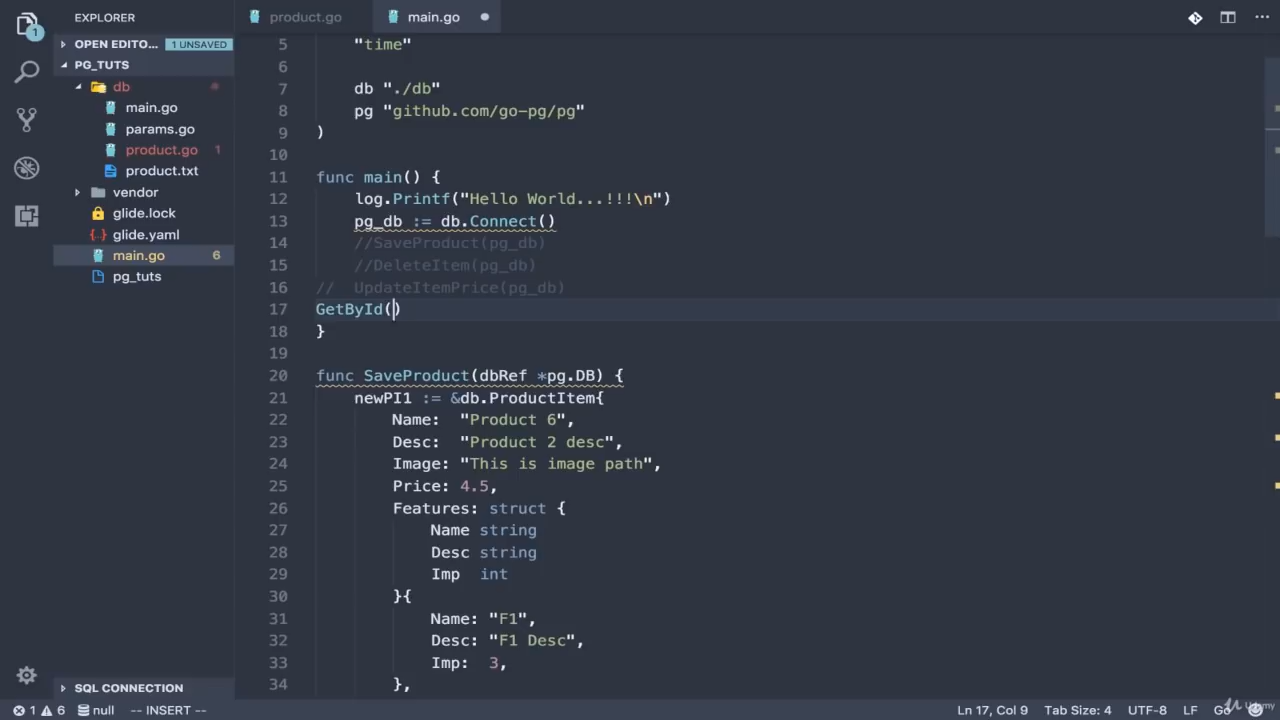 EXPLORER
product.go
main.go
OPEN EDITO... 1 UNSAVED
PG_TUTS
db
main.go
params.go
product.go 1
product.txt
vendor
glide.lock
glide.yaml
main.go 6
pg_tuts
SQL CONNECTION
1
5 "time"
6
7 db "./db"
8 pg "github.com/go-pg/pg"
9 )
10
11 func main() {
12 log.Printf("Hello World...!!!\n")
13 pg_db := db.Connect()
14 //SaveProduct(pg_db)
15 //DeleteItem(pg_db)
16 // UpdateItemPrice(pg_db)
17 GetById()
18 }
19
20 func SaveProduct(dbRef *pg.DB) {
21 newPI1 := &db.ProductItem{
22 Name: "Product 6",
23 Desc: "Product 2 desc",
24 Image: "This is image path",
25 Price: 4.5,
26 Features: struct {
27 Name string
28 Desc string
29 Imp int
30 }{
31 Name: "F1",
32 Desc: "F1 Desc",
33 Imp: 3,
34 },
1 6 null -- INSERT -- Ln 17, Col 9 Tab Size: 4 UTF-8 LF Go
Udemy